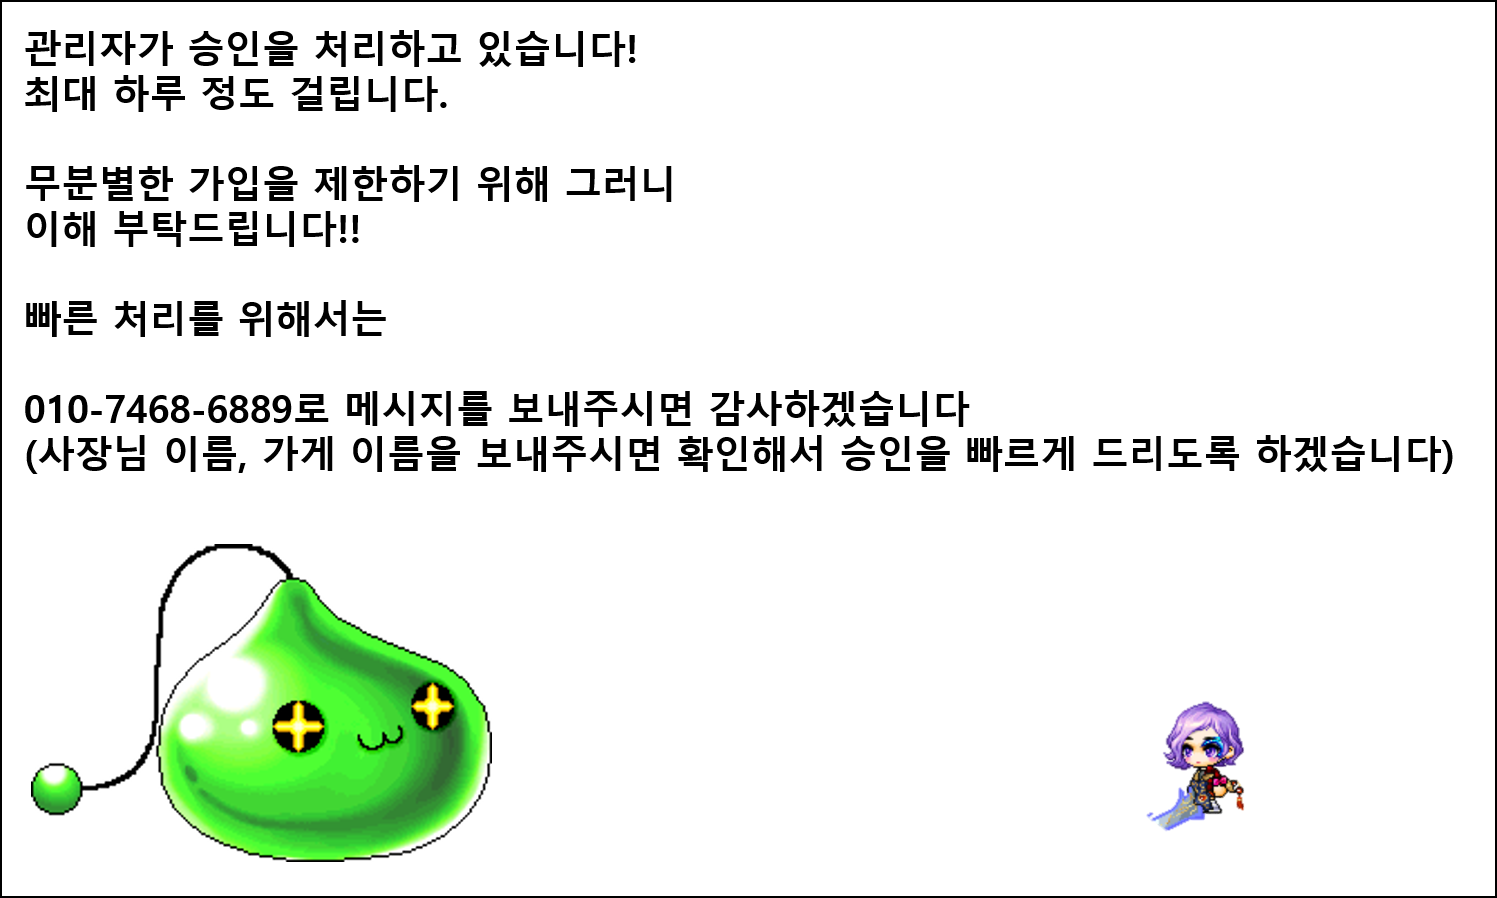 관리자가 승인을 처리하고 있습니다!
최대 하루 정도 걸립니다.
무분별한 가입을 제한하기 위해 그러니
이해 부탁드립니다!!
빠른 처리를 위해서는
010-7468-6889로 메시지를 보내주시면 감사하겠습니다
(사장님 이름, 가게 이름을 보내주시면 확인해서 승인을 빠르게 드리도록 하겠습니다)